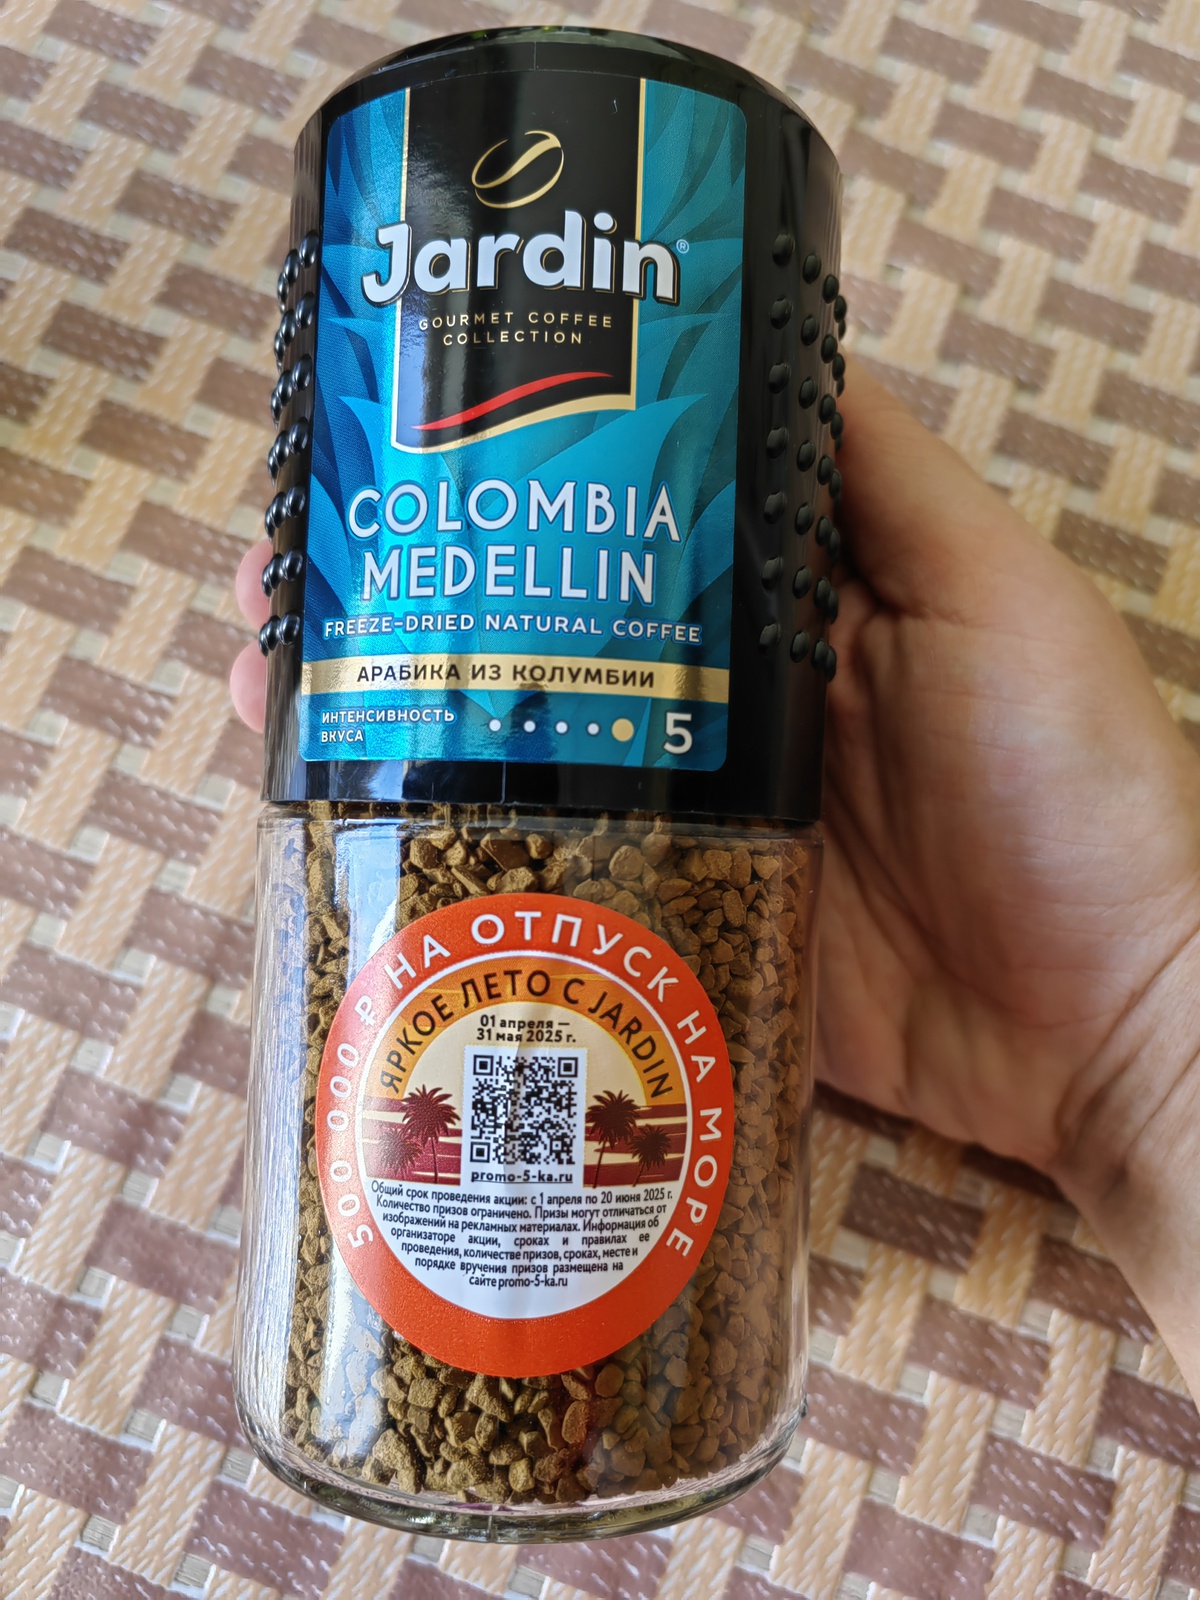 Jardin®
GOURMET COFFEE
COLLECTION
COLOMBIA
MEDELLIN
FREEZE-DRIED NATURAL COFFEE
АРАБИКА ИЗ КОЛУМБИИ
ИНТЕНСИВНОСТЬ
ВКУСА
5
500 000 ₽ НА ОТПУСК НА МОРЕ
ЯРКОЕ ЛЕТО С JARDIN
01 апреля —
31 мая 2025 г.
promo-5-ka.ru
Общий срок проведения акции: с 1 апреля по 20 июня 2025 г.
Количество призов ограничено. Призы могут отличаться от
изображений на рекламных материалах. Информация об
организаторе акции, сроках и правилах ее
проведения, количестве призов, сроках, месте и
порядке вручения призов размещена на
сайте promo-5-ka.ru